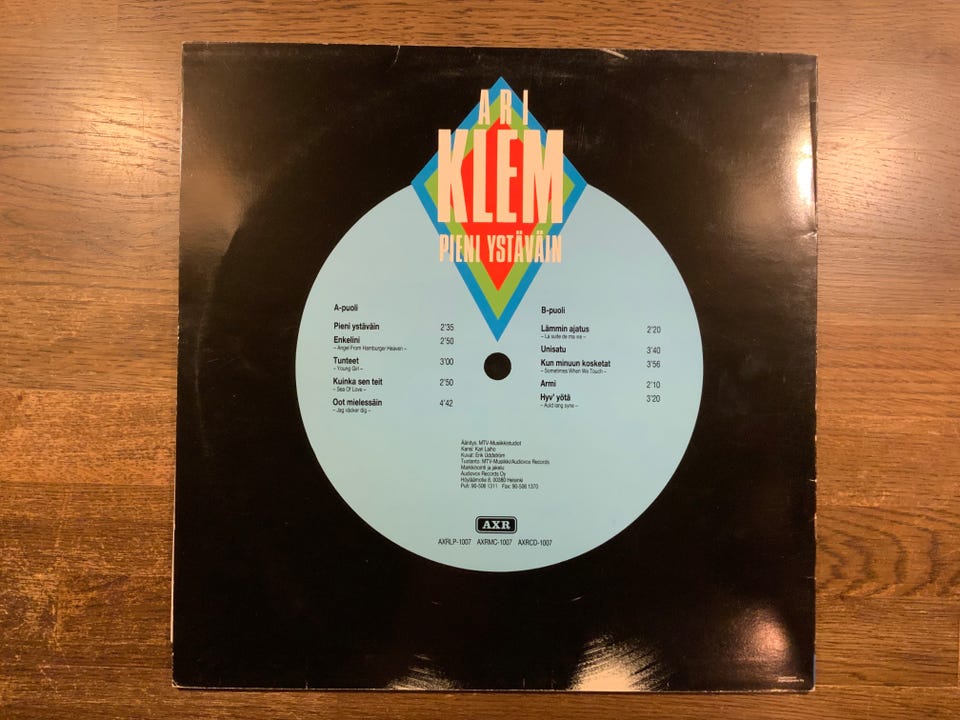 ARI
KLEM
PIENI YSTÄVÄIN
A-puoli
Pieni ystäväin 2'35
Enkelini 2'50
– Angel From Hamburger Heaven –
Tunteet 3'00
– Young Girl –
Kuinka sen teit 2'50
– Sea Of Love –
Oot mielessäin 4'42
– Jag väcker dig –
B-puoli
Lämmin ajatus 2'20
– La suite de ma vie –
Unisatu 3'40
Kun minuun kosketat 3'56
– Sometimes When We Touch –
Armi 2'10
Hyv' yötä 3'20
– Auld lang syne –
Äänitys: MTV-Musiikkistudiot
Kansi: Kari Laiho
Kuvat: Erik Uddström
Tuotanto: MTV-Musiikki/Audiovox Records
Markkinointi ja jakelu:
Audiovox Records Oy
Höyläämötie 8, 00380 Helsinki
Puh: 90-506 1311 Fax: 90-506 1370
AXR
AXRLP-1007 AXRMC-1007 AXRCD-1007